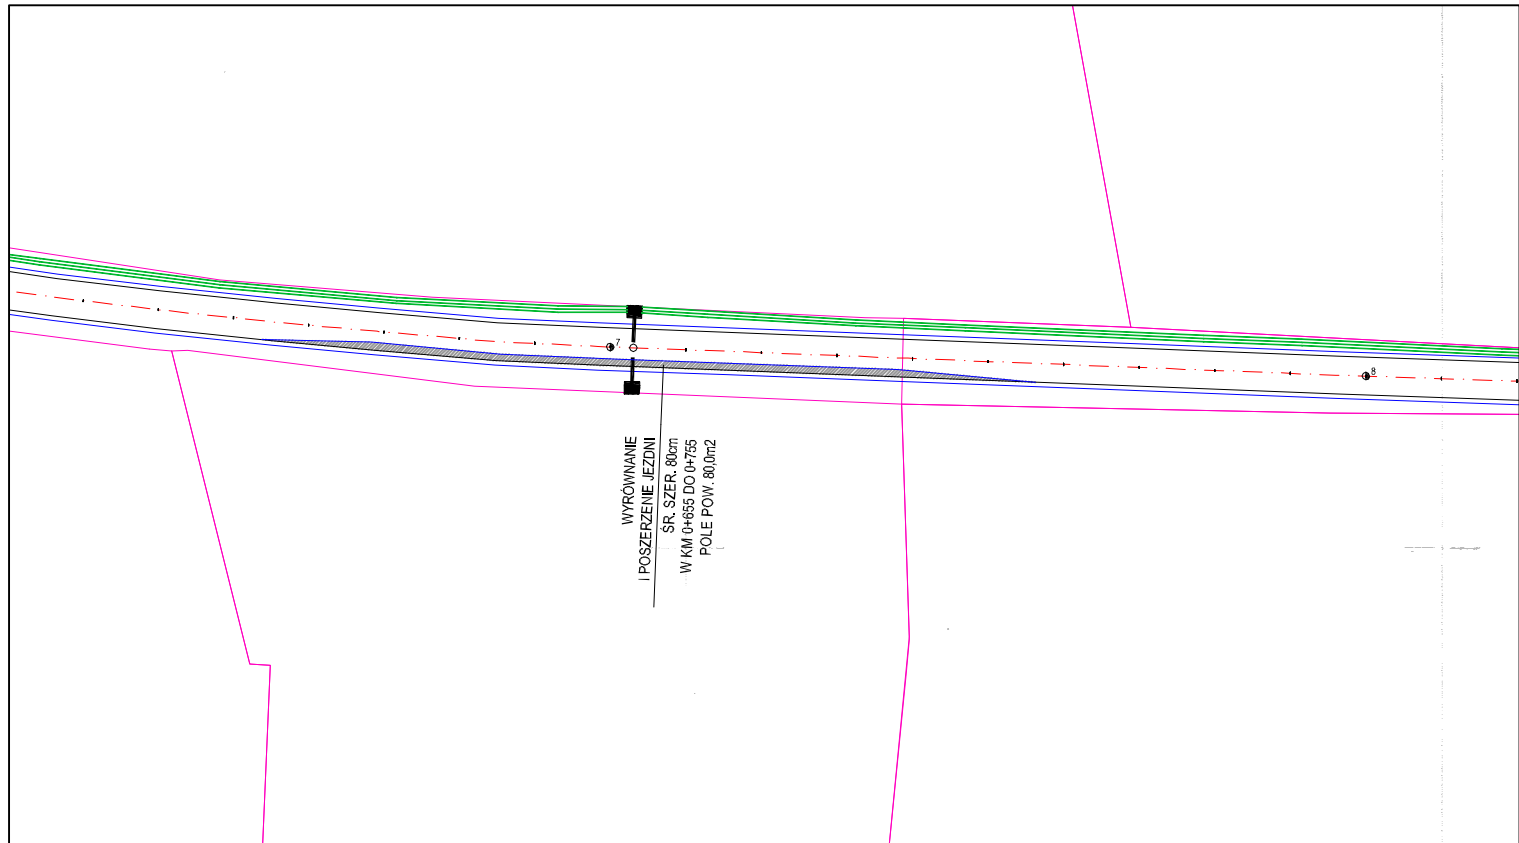 7
8
WYRÓWNANIE
I POSZERZENIE JEZDNI
ŚR. SZER. 80cm
W KM 0+655 DO 0+755
POLE POW. 80,0m2